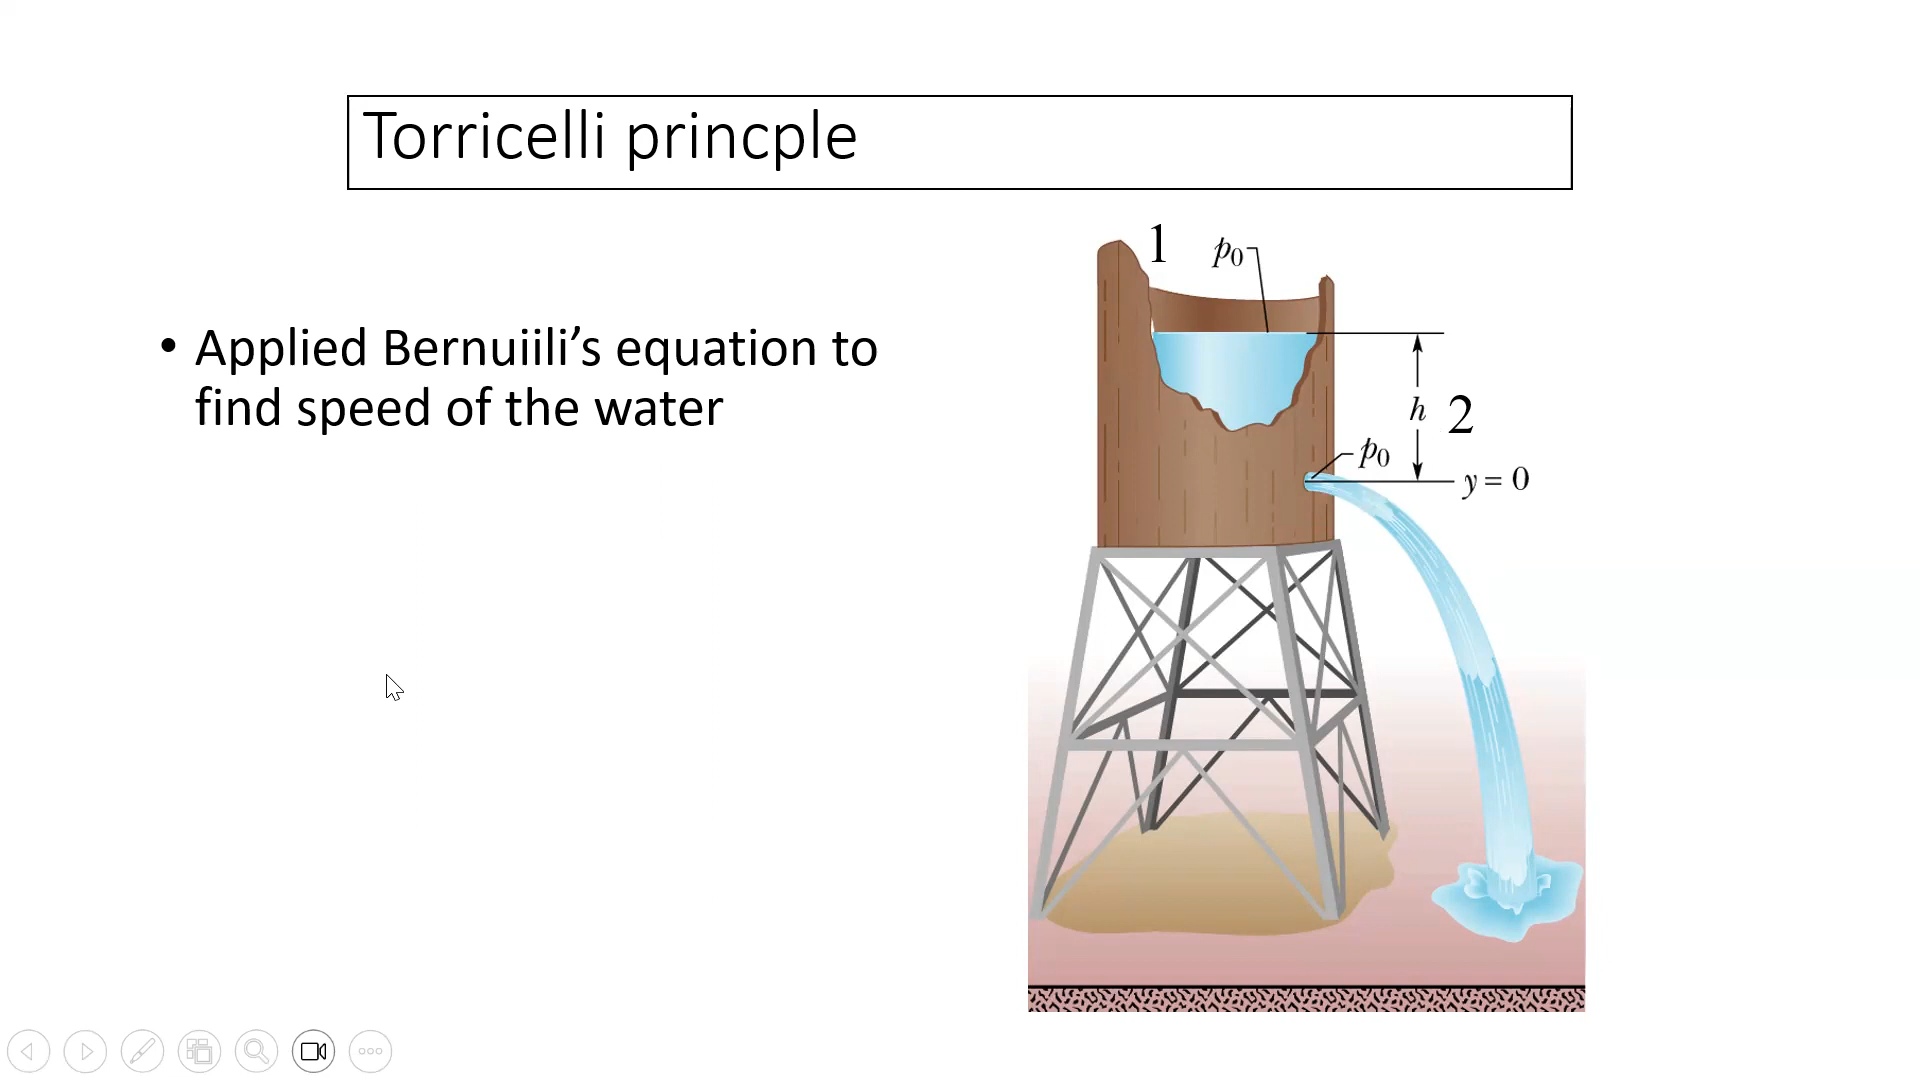 Torricelli princple
• Applied Bernuiili’s equation to
find speed of the water
1
p0
h
2
p0
y = 0